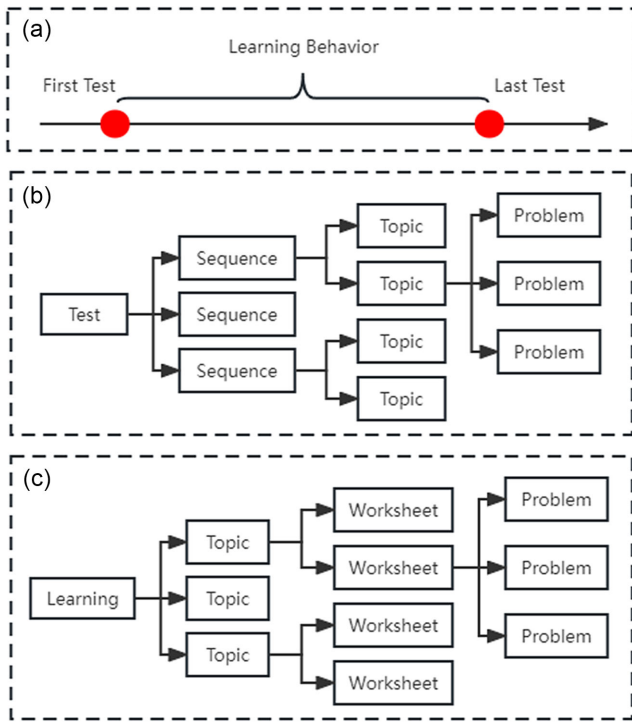 (a)
Learning Behavior
First Test
Last Test
(b)
Test
Sequence
Sequence
Sequence
Topic
Topic
Topic
Topic
Problem
Problem
Problem
(c)
Learning
Topic
Topic
Topic
Worksheet
Worksheet
Worksheet
Worksheet
Problem
Problem
Problem